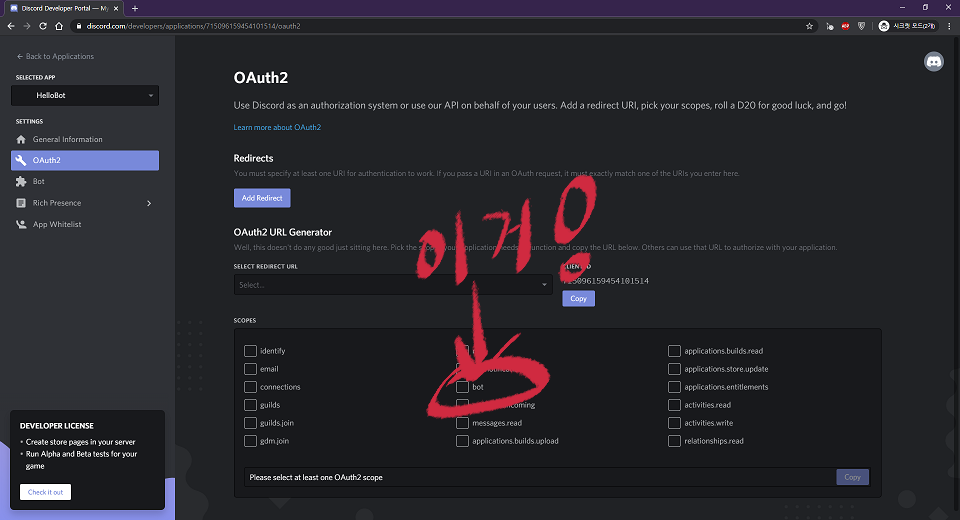 Discord Developer Portal — My
discord.com/developers/applications/715096159454101514/oauth2
시크릿 모드(2개)
← Back to Applications
SELECTED APP
HelloBot
SETTINGS
General Information
OAuth2
Bot
Rich Presence
App Whitelist
DEVELOPER LICENSE
• Create store pages in your server
• Run Alpha and Beta tests for your
game
Check it out
OAuth2
Use Discord as an authorization system or use our API on behalf of your users. Add a redirect URI, pick your scopes, roll a D20 for good luck, and go!
Learn more about OAuth2
Redirects
You must specify at least one URI for authentication to work. If you pass a URI in an OAuth request, it must exactly match one of the URIs you enter here.
Add Redirect
OAuth2 URL Generator
Well, this doesn't do any good just sitting here. Pick the your application needs function and copy the URL below. Others can use that URL to authorize with your application.
이거임
SELECT REDIRECT URL
Select...
CLIENT ID
715096159454101514
Copy
SCOPES
identify
email
connections
guilds
guilds.join
gdm.join
bot
messages.read
applications.builds.upload
applications.builds.read
applications.store.update
applications.entitlements
activities.read
activities.write
relationships.read
Please select at least one OAuth2 scope
Copy